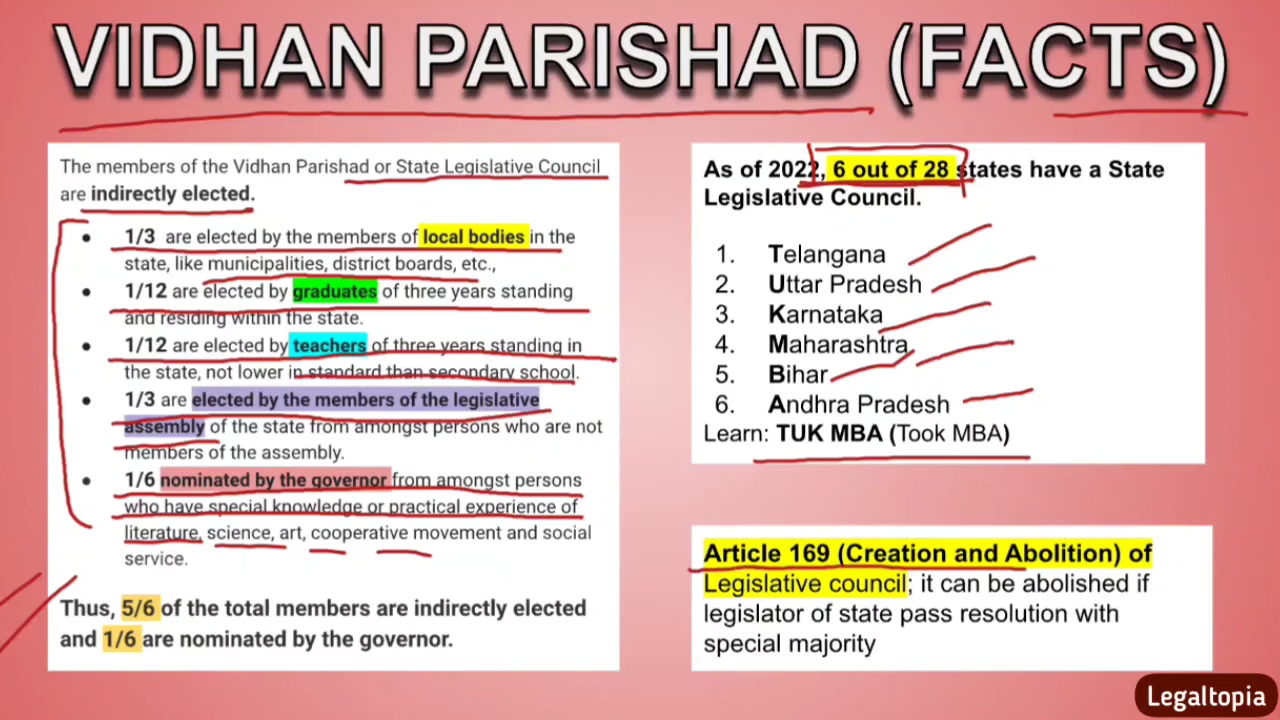 VIDHAN PARISHAD (FACTS)
The members of the Vidhan Parishad or State Legislative Council
are indirectly elected.
• 1/3 are elected by the members of local bodies in the
state, like municipalities, district boards, etc.,
• 1/12 are elected by graduates of three years standing
and residing within the state.
• 1/12 are elected by teachers of three years standing in
the state, not lower in standard than secondary school.
• 1/3 are elected by the members of the legislative
assembly of the state from amongst persons who are not
members of the assembly.
• 1/6 nominated by the governor from amongst persons
who have special knowledge or practical experience of
literature, science, art, cooperative movement and social
service.
Thus, 5/6 of the total members are indirectly elected
and 1/6 are nominated by the governor.
As of 2022, 6 out of 28 states have a State
Legislative Council.
1. Telangana
2. Uttar Pradesh
3. Karnataka
4. Maharashtra
5. Bihar
6. Andhra Pradesh
Learn: TUK MBA (Took MBA)
Article 169 (Creation and Abolition) of
Legislative council; it can be abolished if
legislator of state pass resolution with
special majority
Legaltopia